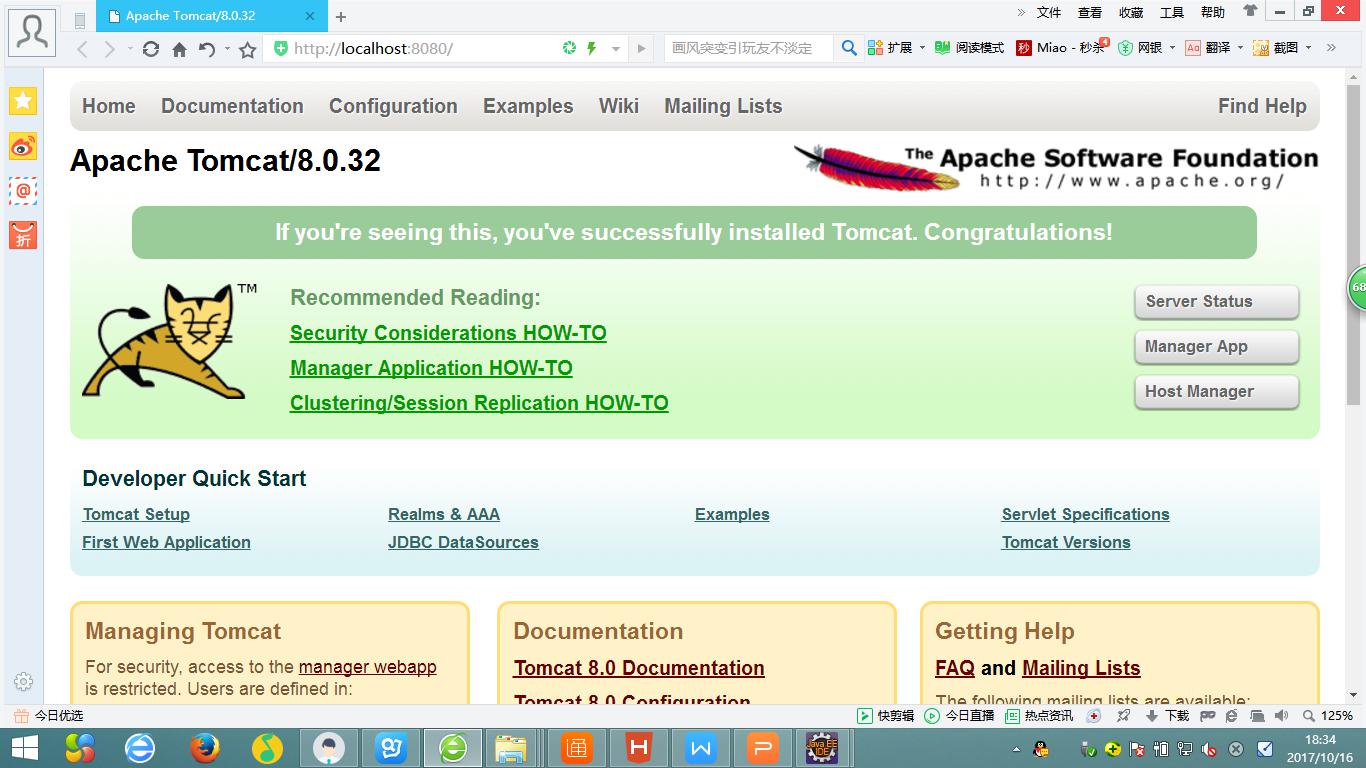 Apache Tomcat/8.0.32
文件 查看 收藏 工具 帮助
http://localhost:8080/
画风突变引玩友不淡定
扩展 阅读模式 秒 Miao - 秒杀 4 网银 Aa 翻译 截图
Home Documentation Configuration Examples Wiki Mailing Lists Find Help
Apache Tomcat/8.0.32
The Apache Software Foundation
http://www.apache.org/
If you're seeing this, you've successfully installed Tomcat. Congratulations!
TM
Recommended Reading:
Security Considerations HOW-TO
Manager Application HOW-TO
Clustering/Session Replication HOW-TO
Server Status
Manager App
Host Manager
68
折
Developer Quick Start
Tomcat Setup Realms & AAA Examples Servlet Specifications
First Web Application JDBC DataSources Tomcat Versions
Managing Tomcat
For security, access to the manager webapp
is restricted. Users are defined in:
Documentation
Tomcat 8.0 Documentation
Tomcat 8.0 Configuration
Getting Help
FAQ and Mailing Lists
The following mailing lists are available:
今日优选
快剪辑 今日直播 热点资讯 下载 125%
通 H W P Java EE IDE
18:34
2017/10/16